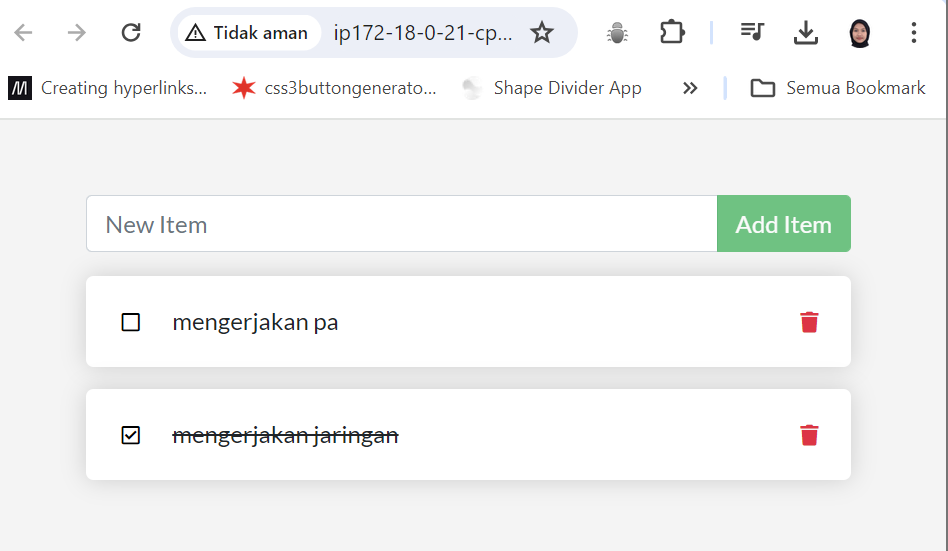 Tidak aman ip172-18-0-21-cp...
Creating hyperlinks... css3buttongenerato... Shape Divider App Semua Bookmark
New Item Add Item
mengerjakan pa
mengerjakan jaringan